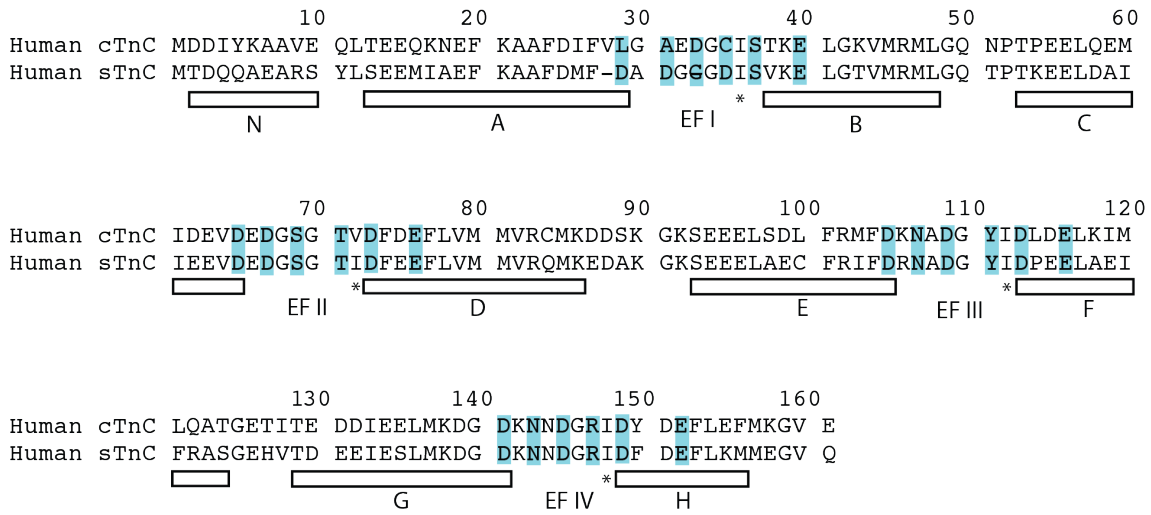 10 20 30 40 50 60
Human cTnC MDDIYKAAVE QLTEEQKNEF KAAFDIFVLG AEDGCISTKE LGKVMRMLGQ NPTPEELQEM
Human sTnC MTDQQAEARS YLSEEMIAEF KAAFDMF-DA DGGGDISVKE LGTVMRMLGQ TPTKEELDAI
*
N A EF I B C
70 80 90 100 110 120
Human cTnC IDEVDEDGSG TVDFDEFLVM MVRCMKDDSK GKSEEELSDL FRMFDKNADG YIDLDELKIM
Human sTnC IEEVDEDGSG TIDFEEFLVM MVRQMKEDAK GKSEEELAEC FRIFDRNADG YIDPEELAEI
* *
EF II D E EF III F
130 140 150 160
Human cTnC LQATGETITE DDIEELMKDG DKNNDGRIDY DEFLEFMKGV E
Human sTnC FRASGEHVTD EEIESLMKDG DKNNDGRIDF DEFLKMMEGV Q
*
G EF IV H